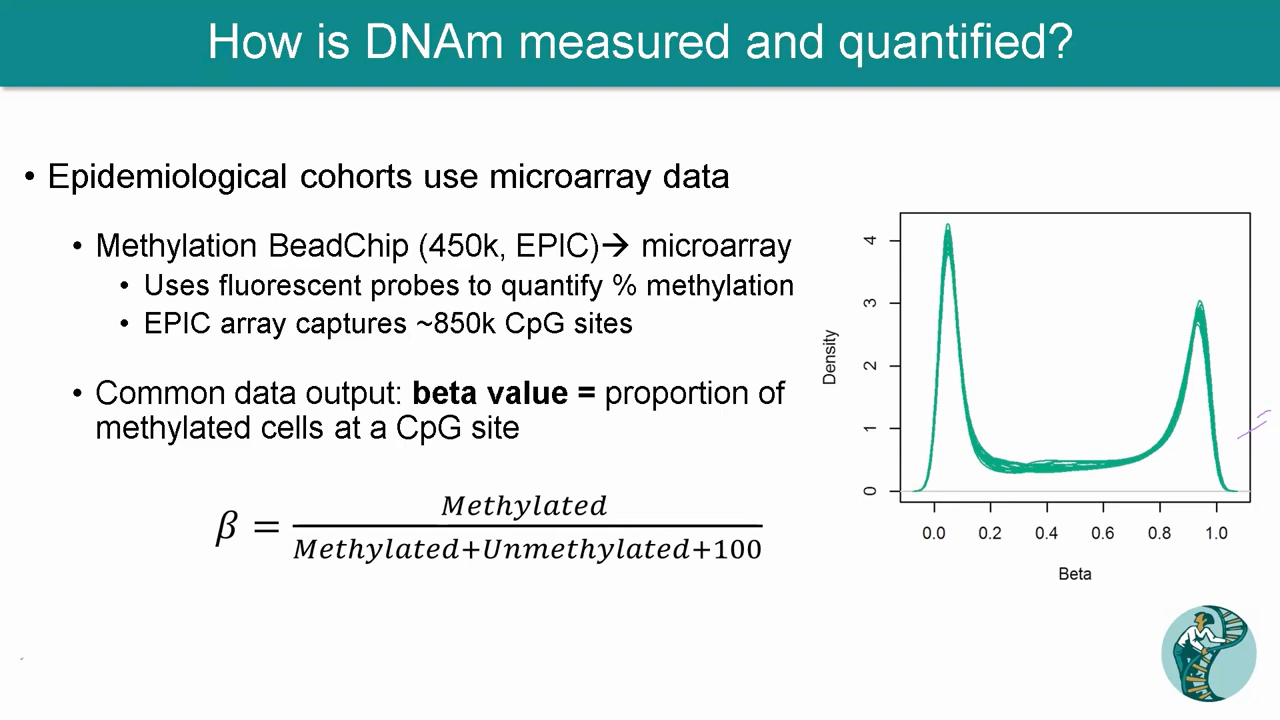 How is DNAm measured and quantified?
• Epidemiological cohorts use microarray data
• Methylation BeadChip (450k, EPIC)→ microarray
• Uses fluorescent probes to quantify % methylation
• EPIC array captures ~850k CpG sites
• Common data output: beta value = proportion of
methylated cells at a CpG site
β = Methylated / Methylated+Unmethylated+100
Density
4
3
2
1
0
0.0 0.2 0.4 0.6 0.8 1.0
Beta